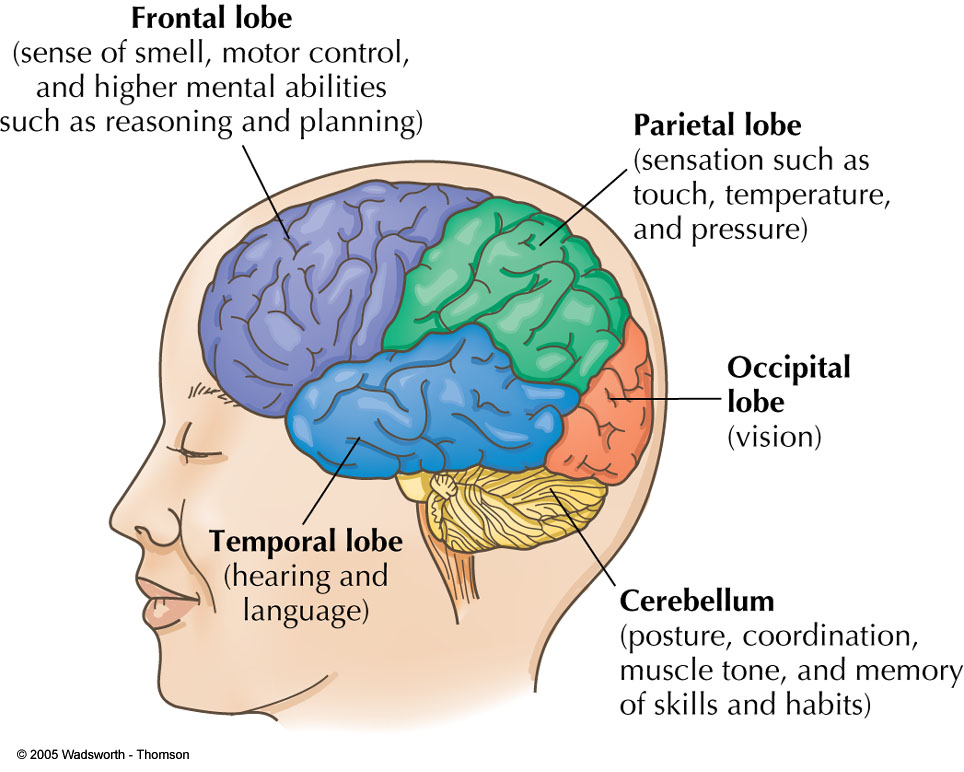 Frontal lobe
(sense of smell, motor control,
and higher mental abilities
such as reasoning and planning)
Parietal lobe
(sensation such as
touch, temperature,
and pressure)
Occipital
lobe
(vision)
Temporal lobe
(hearing and
language)
Cerebellum
(posture, coordination,
muscle tone, and memory
of skills and habits)
© 2005 Wadsworth - Thomson